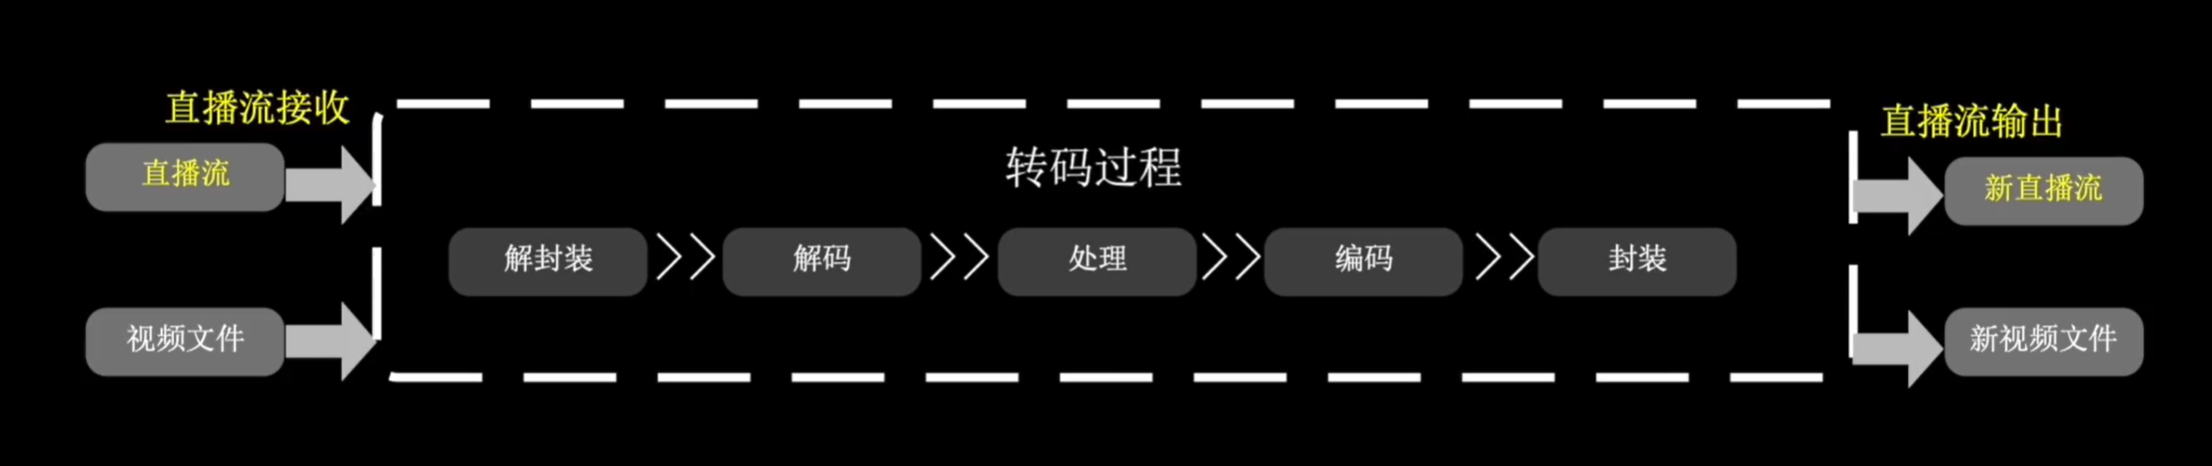 直播流接收
直播流输出
转码过程
直播流
新直播流
解封装
解码
处理
编码
封装
视频文件
新视频文件